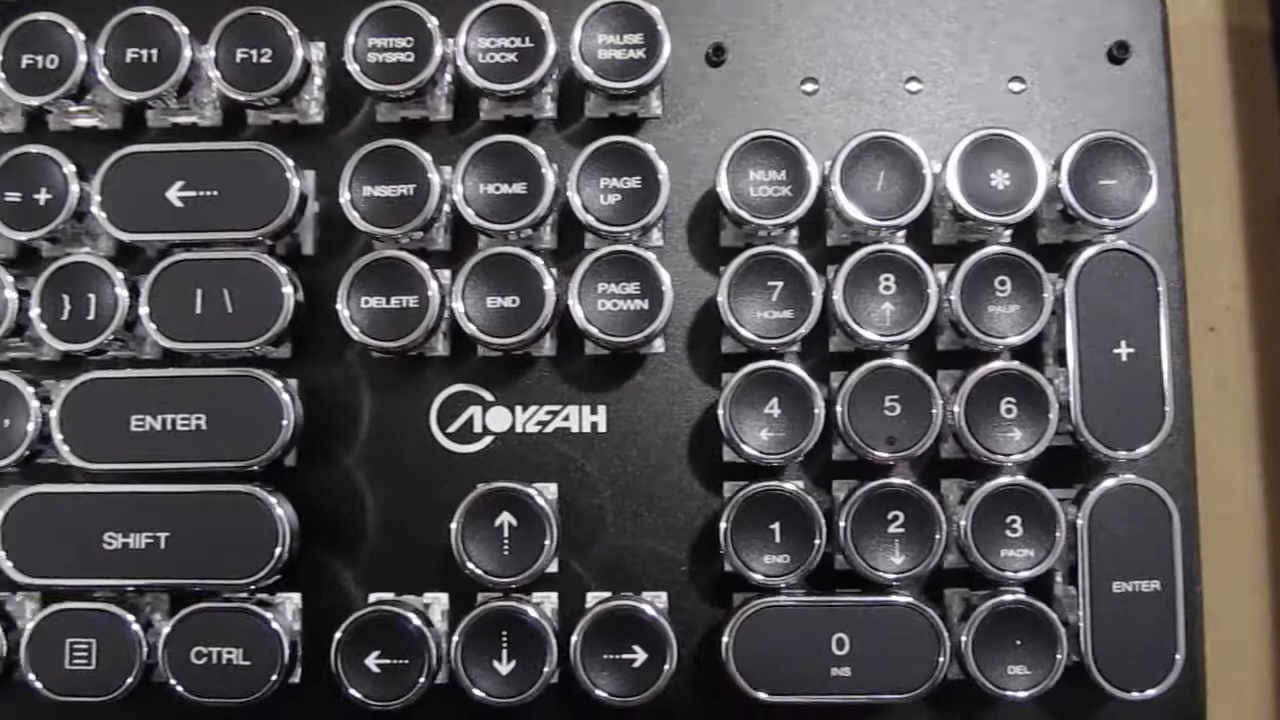 F10 F11 F12 PRTSC SYSRQ SCROLL LOCK PAUSE BREAK
= + ←
INSERT HOME PAGE UP
NUM LOCK / * -
} ] | \
DELETE END PAGE DOWN
7 HOME 8 ↑ 9 PAUP
+
, ENTER
AOYEAH
4 ← 5 6 →
SHIFT
↑
1 END 2 ↓ 3 PADN
ENTER
CTRL
← ↓ →
0 INS . DEL